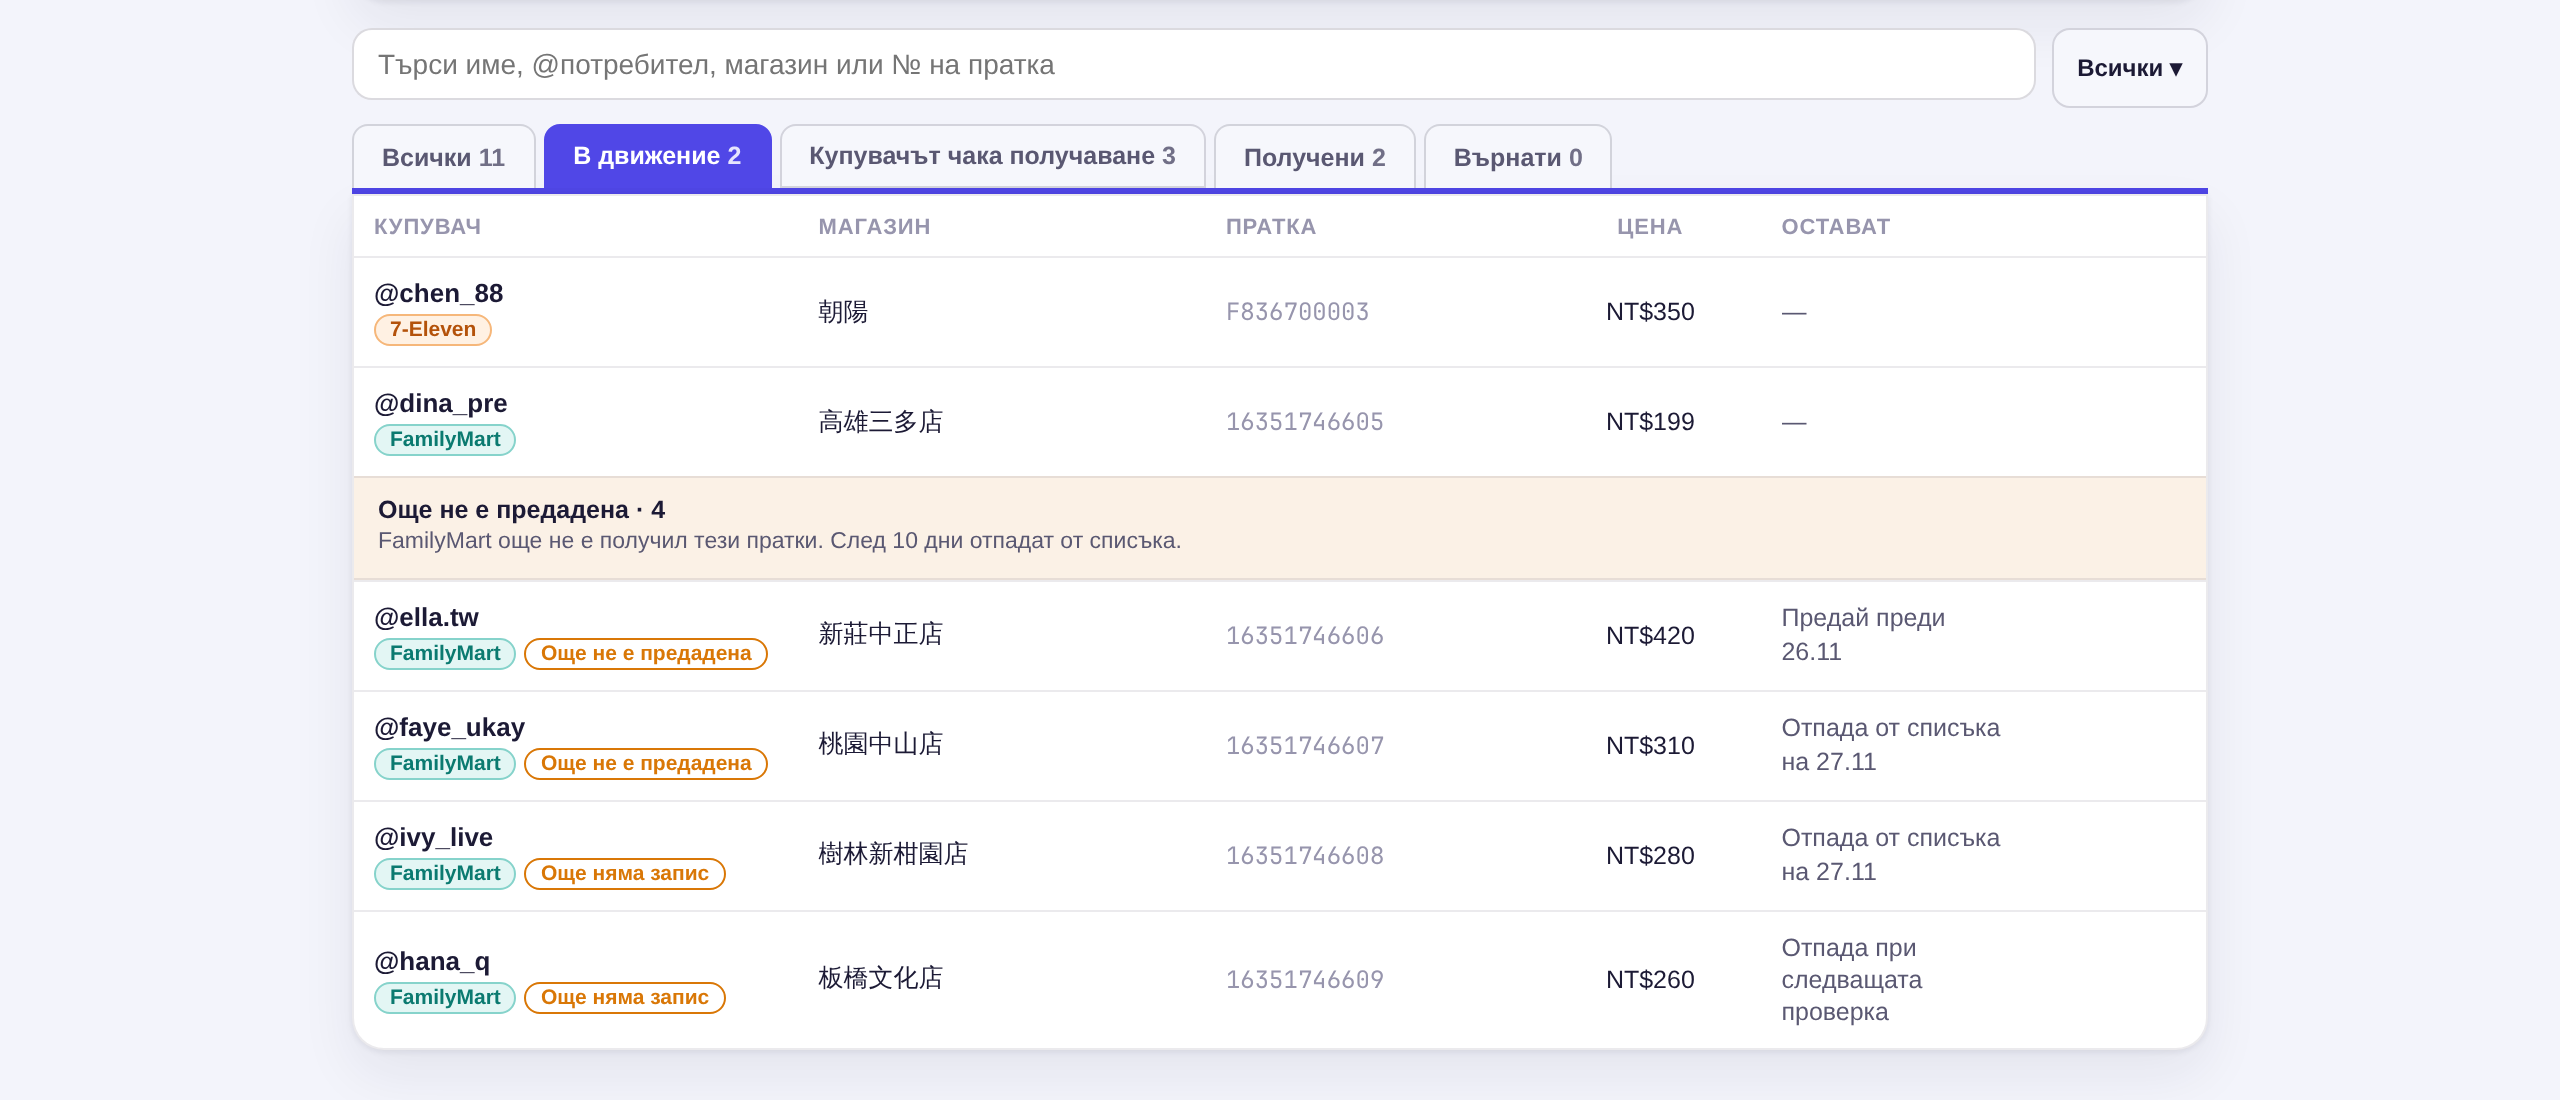 Търси име, @потребител, магазин или № на пратка
Всички ▾
Всички 11
В движение 2
Купувачът чака получаване 3
Получени 2
Върнати 0
КУПУВАЧ МАГАЗИН ПРАТКА ЦЕНА ОСТАВАТ
@chen_88
7-Eleven
朝陽
F836700003
NT$350
—
@dina_pre
FamilyMart
高雄三多店
16351746605
NT$199
—
Още не е предадена · 4
FamilyMart още не е получил тези пратки. След 10 дни отпадат от списъка.
@ella.tw
FamilyMart Още не е предадена
新莊中正店
16351746606
NT$420
Предай преди
26.11
@faye_ukay
FamilyMart Още не е предадена
桃園中山店
16351746607
NT$310
Отпада от списъка
на 27.11
@ivy_live
FamilyMart Още няма запис
樹林新柑園店
16351746608
NT$280
Отпада от списъка
на 27.11
@hana_q
FamilyMart Още няма запис
板橋文化店
16351746609
NT$260
Отпада при
следващата
проверка